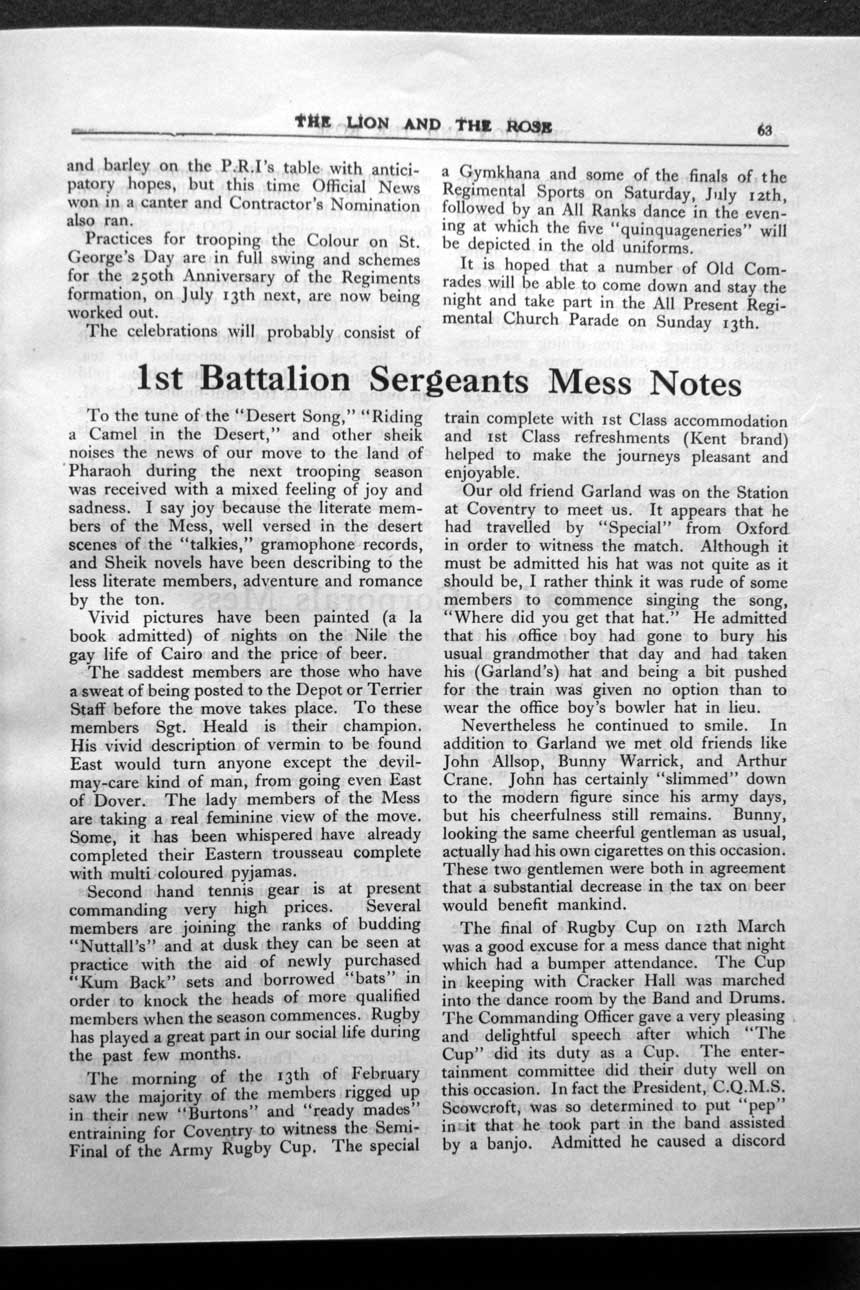 THE LION AND THE ROSE 63
and barley on the P.R.I's table with antici-
patory hopes, but this time Official News
won in a canter and Contractor's Nomination
also ran.
Practices for trooping the Colour on St.
George's Day are in full swing and schemes
for the 250th Anniversary of the Regiments
formation, on July 13th next, are now being
worked out.
The celebrations will probably consist of
a Gymkhana and some of the finals of the
Regimental Sports on Saturday, July 12th,
followed by an All Ranks dance in the even-
ing at which the five "quinquageneries" will
be depicted in the old uniforms.
It is hoped that a number of Old Com-
rades will be able to come down and stay the
night and take part in the All Present Regi-
mental Church Parade on Sunday 13th.
1st Battalion Sergeants Mess Notes
To the tune of the "Desert Song," "Riding
a Camel in the Desert," and other sheik
noises the news of our move to the land of
Pharaoh during the next trooping season
was received with a mixed feeling of joy and
sadness. I say joy because the literate mem-
bers of the Mess, well versed in the desert
scenes of the "talkies," gramophone records,
and Sheik novels have been describing to the
less literate members, adventure and romance
by the ton.
Vivid pictures have been painted (a la
book admitted) of nights on the Nile the
gay life of Cairo and the price of beer.
The saddest members are those who have
a sweat of being posted to the Depot or Terrier
Staff before the move takes place. To these
members Sgt. Heald is their champion.
His vivid description of vermin to be found
East would turn anyone except the devil-
may-care kind of man, from going even East
of Dover. The lady members of the Mess
are taking a real feminine view of the move.
Some, it has been whispered have already
completed their Eastern trousseau complete
with multi coloured pyjamas.
Second hand tennis gear is at present
commanding very high prices. Several
members are joining the ranks of budding
"Nuttall's" and at dusk they can be seen at
practice with the aid of newly purchased
"Kum Back" sets and borrowed "bats" in
order to knock the heads of more qualified
members when the season commences. Rugby
has played a great part in our social life during
the past few months.
The morning of the 13th of February
saw the majority of the members rigged up
in their new "Burtons" and "ready mades"
entraining for Coventry to witness the Semi-
Final of the Army Rugby Cup. The special
train complete with 1st Class accommodation
and 1st Class refreshments (Kent brand)
helped to make the journeys pleasant and
enjoyable.
Our old friend Garland was on the Station
at Coventry to meet us. It appears that he
had travelled by "Special" from Oxford
in order to witness the match. Although it
must be admitted his hat was not quite as it
should be, I rather think it was rude of some
members to commence singing the song,
"Where did you get that hat." He admitted
that his office boy had gone to bury his
usual grandmother that day and had taken
his (Garland's) hat and being a bit pushed
for the train was given no option than to
wear the office boy's bowler hat in lieu.
Nevertheless he continued to smile. In
addition to Garland we met old friends like
John Allsop, Bunny Warrick, and Arthur
Crane. John has certainly "slimmed" down
to the modern figure since his army days,
but his cheerfulness still remains. Bunny,
looking the same cheerful gentleman as usual,
actually had his own cigarettes on this occasion.
These two gentlemen were both in agreement
that a substantial decrease in the tax on beer
would benefit mankind.
The final of Rugby Cup on 12th March
was a good excuse for a mess dance that night
which had a bumper attendance. The Cup
in keeping with Cracker Hall was marched
into the dance room by the Band and Drums.
The Commanding Officer gave a very pleasing
and delightful speech after which "The
Cup" did its duty as a Cup. The enter-
tainment committee did their duty well on
this occasion. In fact the President, C.Q.M.S.
Scowcroft, was so determined to put "pep"
in it that he took part in the band assisted
by a banjo. Admitted he caused a discord